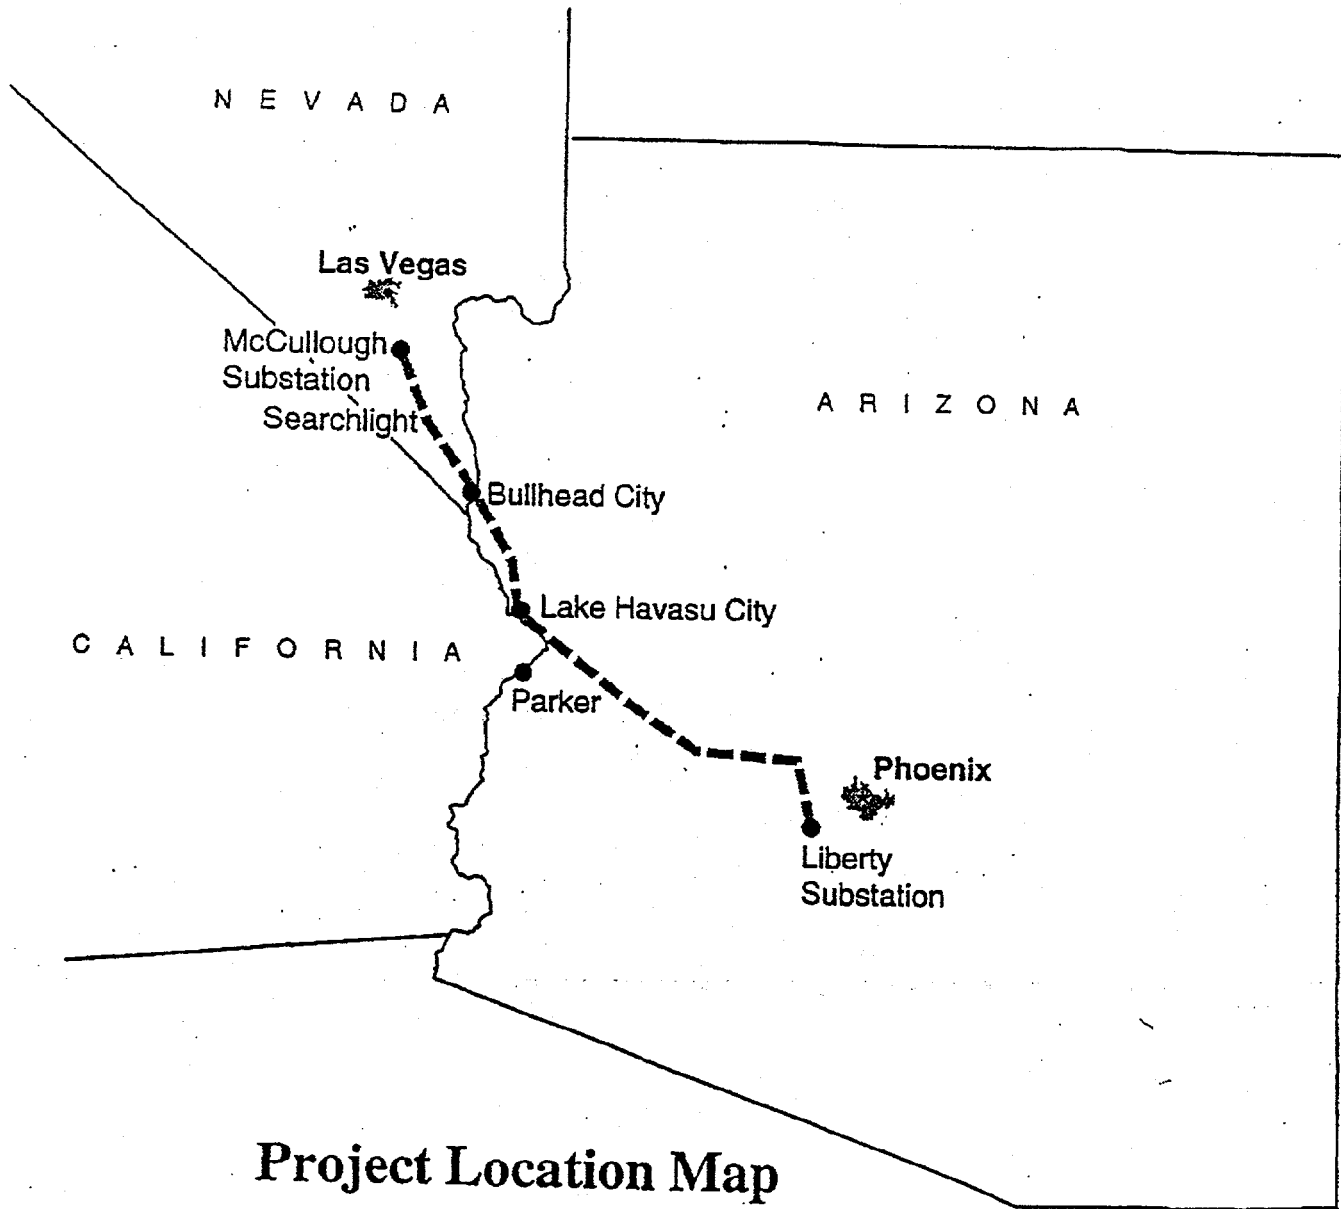 N E V A D A
Las Vegas
McCullough
Substation
Searchlight
A R I Z O N A
Bullhead City
Lake Havasu City
C A L I F O R N I A
Parker
Phoenix
Liberty
Substation
Project Location Map